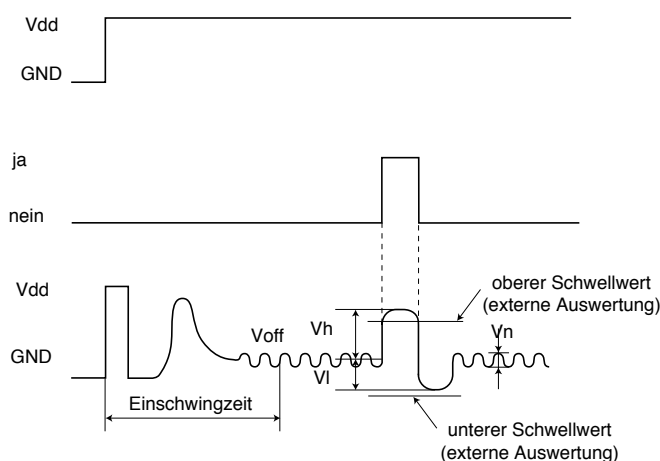 Vdd
GND
ja
nein
Vdd
oberer Schwellwert
(externe Auswertung)
Voff
Vh
Vn
GND
Vl
Einschwingzeit
unterer Schwellwert
(externe Auswertung)